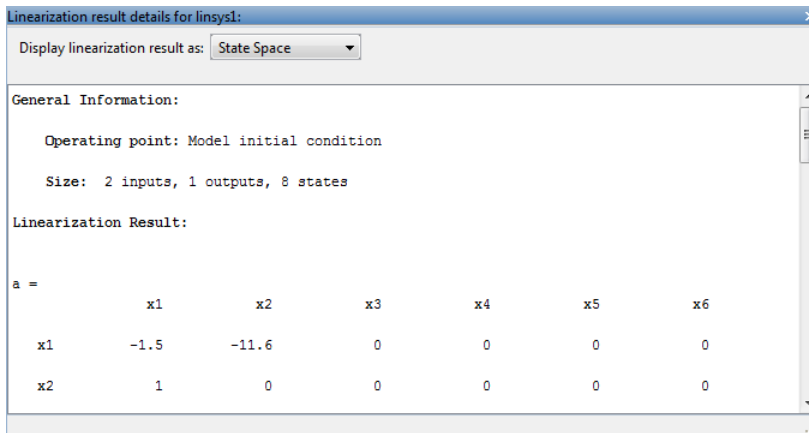 Linearization result details for linsys1:
Display linearization result as: State Space
General Information:
Operating point: Model initial condition
Size: 2 inputs, 1 outputs, 8 states
Linearization Result:
a =
x1 x2 x3 x4 x5 x6
x1 -1.5 -11.6 0 0 0 0
x2 1 0 0 0 0 0